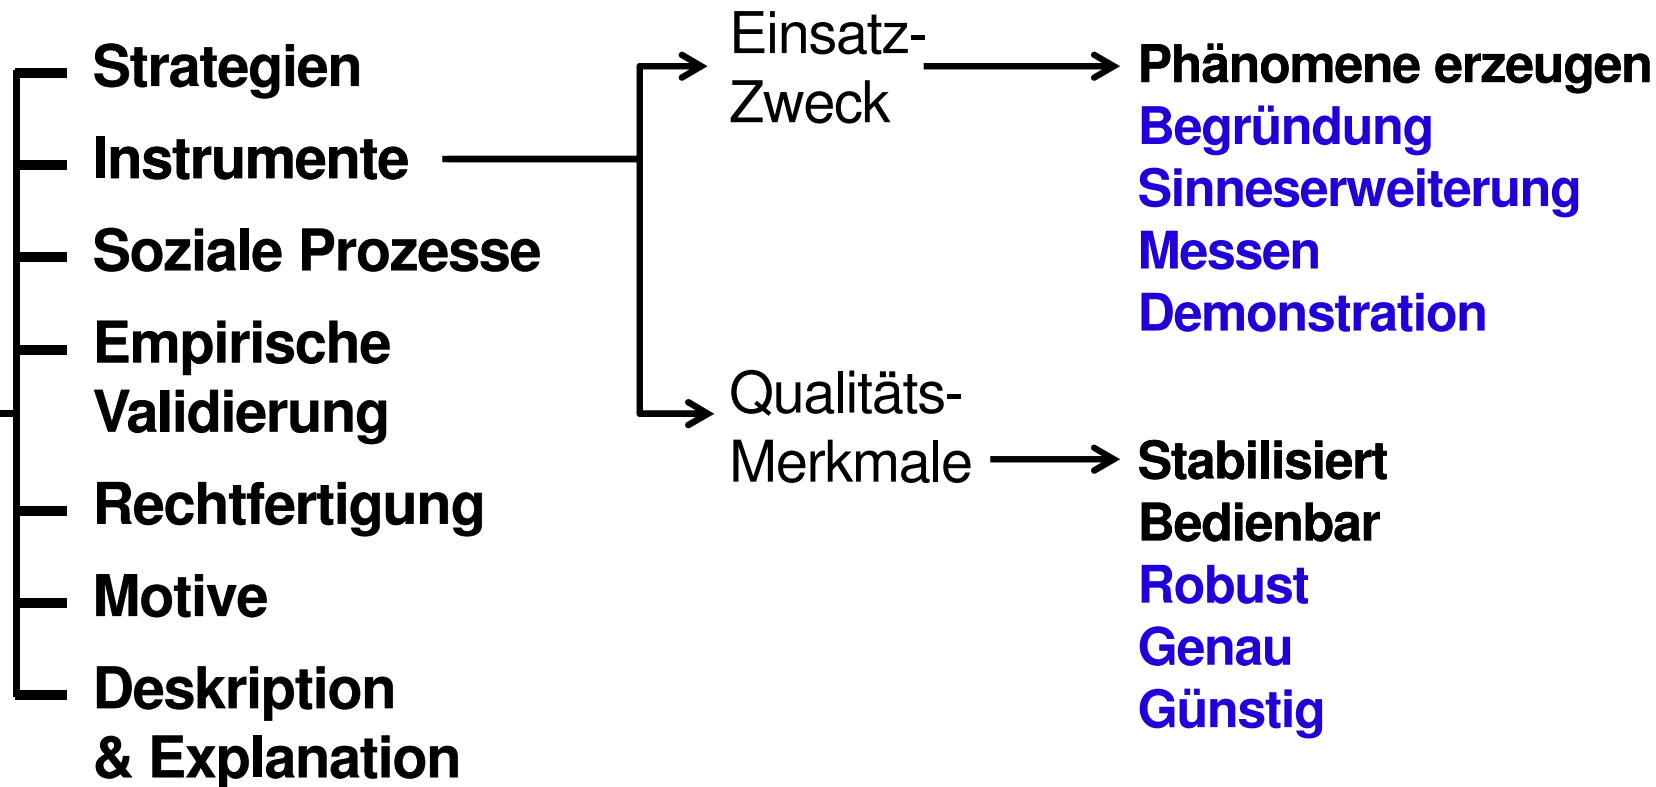 Strategien
Instrumente
Soziale Prozesse
Empirische
Validierung
Rechtfertigung
Motive
Deskription
& Explanation
Einsatz-
Zweck
Qualitäts-
Merkmale
Phänomene erzeugen
Begründung
Sinneserweiterung
Messen
Demonstration
Stabilisiert
Bedienbar
Robust
Genau
Günstig